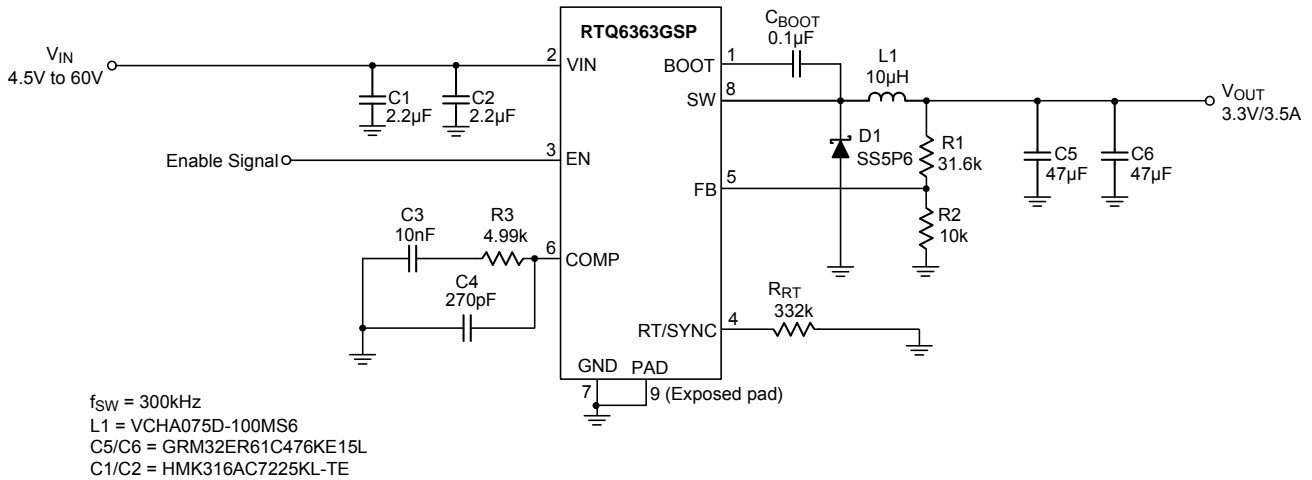 RTQ6363GSP
V_IN
4.5V to 60V
2
VIN
C1
2.2µF
C2
2.2µF
Enable Signal
3
EN
C3
10nF
R3
4.99k
6
COMP
C4
270pF
BOOT
1
C_BOOT
0.1µF
SW
8
L1
10µH
V_OUT
3.3V/3.5A
D1
SS5P6
R1
31.6k
C5
47µF
C6
47µF
FB
5
R2
10k
R_RT
332k
RT/SYNC
4
GND
PAD
7
9 (Exposed pad)
f_SW = 300kHz
L1 = VCHA075D-100MS6
C5/C6 = GRM32ER61C476KE15L
C1/C2 = HMK316AC7225KL-TE